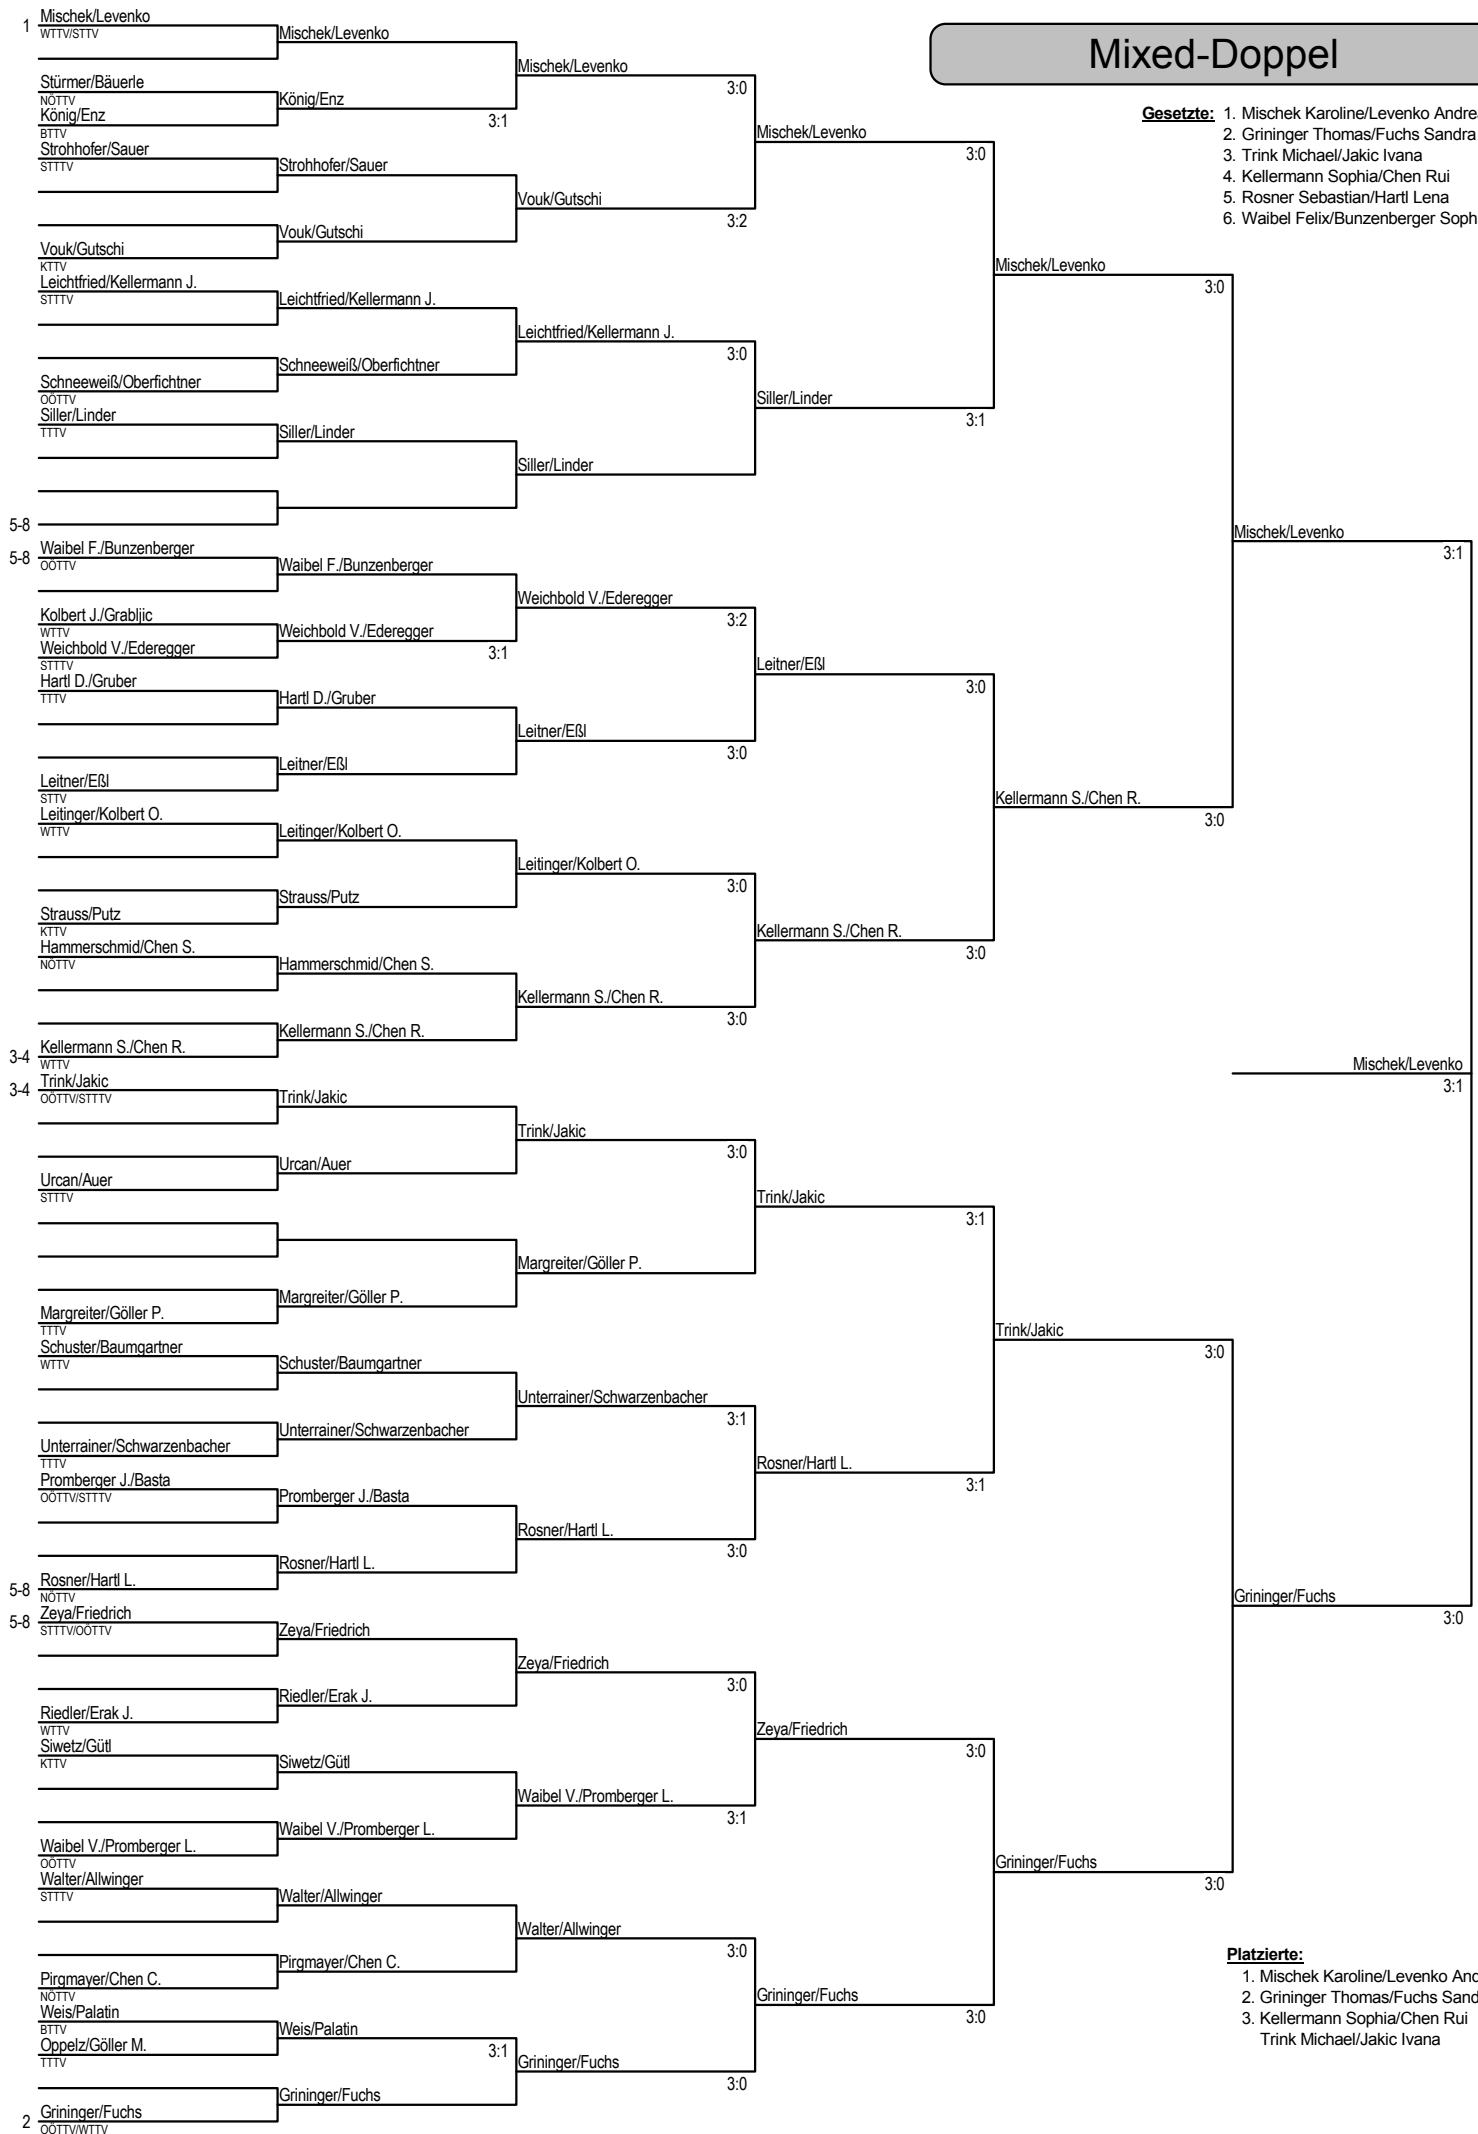 Mixed-Doppel
Gesetzte: 1. Mischek Karoline/Levenko Andre
2. Grininger Thomas/Fuchs Sandra
3. Trink Michael/Jakic Ivana
4. Kellermann Sophia/Chen Rui
5. Rosner Sebastian/Hartl Lena
6. Waibel Felix/Bunzenberger Soph
1 Mischek/Levenko
WTTV/STTV
Stürmer/Bäuerle
NÖTTV
König/Enz
BTTV
Strohhofer/Sauer
STTTV
Vouk/Gutschi
KTTV
Leichtfried/Kellermann J.
STTTV
Schneeweiß/Oberfichtner
OÖTTV
Siller/Linder
TTTV
5-8
5-8 Waibel F./Bunzenberger
OÖTTV
Kolbert J./Grabljic
WTTV
Weichbold V./Ederegger
STTTV
Hartl D./Gruber
TTTV
Leitner/Eßl
STTV
Leitinger/Kolbert O.
WTTV
Strauss/Putz
KTTV
Hammerschmid/Chen S.
NÖTTV
3-4 Kellermann S./Chen R.
WTTV
3-4 Trink/Jakic
OÖTTV/STTTV
Urcan/Auer
STTTV
Margreiter/Göller P.
TTTV
Schuster/Baumgartner
WTTV
Unterrainer/Schwarzenbacher
TTTV
Promberger J./Basta
OÖTTV/STTTV
5-8 Rosner/Hartl L.
NÖTTV
5-8 Zeya/Friedrich
STTTV/OÖTTV
Riedler/Erak J.
WTTV
Siwetz/Gütl
KTTV
Waibel V./Promberger L.
OÖTTV
Walter/Allwinger
STTTV
Pirgmayer/Chen C.
NÖTTV
Weis/Palatin
BTTV
Oppelz/Göller M.
TTTV
2 Grininger/Fuchs
OÖTTV/WTTV
Mischek/Levenko
König/Enz
3:1
Strohhofer/Sauer
Vouk/Gutschi
Leichtfried/Kellermann J.
Schneeweiß/Oberfichtner
Siller/Linder
Waibel F./Bunzenberger
Weichbold V./Ederegger
3:1
Hartl D./Gruber
Leitner/Eßl
Leitinger/Kolbert O.
Strauss/Putz
Hammerschmid/Chen S.
Kellermann S./Chen R.
Trink/Jakic
Urcan/Auer
Margreiter/Göller P.
Schuster/Baumgartner
Unterrainer/Schwarzenbacher
Promberger J./Basta
Rosner/Hartl L.
Zeya/Friedrich
Riedler/Erak J.
Siwetz/Gütl
Waibel V./Promberger L.
Walter/Allwinger
Pirgmayer/Chen C.
Weis/Palatin
3:1
Grininger/Fuchs
Mischek/Levenko
3:0
Vouk/Gutschi
3:2
Leichtfried/Kellermann J.
3:0
Siller/Linder
Weichbold V./Ederegger
3:2
Leitner/Eßl
3:0
Leitinger/Kolbert O.
3:0
Kellermann S./Chen R.
3:0
Trink/Jakic
3:0
Margreiter/Göller P.
Unterrainer/Schwarzenbacher
3:1
Rosner/Hartl L.
3:0
Zeya/Friedrich
3:0
Waibel V./Promberger L.
3:1
Walter/Allwinger
3:0
Grininger/Fuchs
3:0
Mischek/Levenko
3:0
Siller/Linder
3:1
Leitner/Eßl
3:0
Kellermann S./Chen R.
3:0
Trink/Jakic
3:1
Rosner/Hartl L.
3:1
Zeya/Friedrich
3:0
Grininger/Fuchs
3:0
Mischek/Levenko
3:0
Kellermann S./Chen R.
3:0
Trink/Jakic
3:0
Grininger/Fuchs
3:0
Mischek/Levenko
3:1
Grininger/Fuchs
3:0
Mischek/Levenko
3:1
Platzierte:
1. Mischek Karoline/Levenko And
2. Grininger Thomas/Fuchs Sand
3. Kellermann Sophia/Chen Rui
Trink Michael/Jakic Ivana